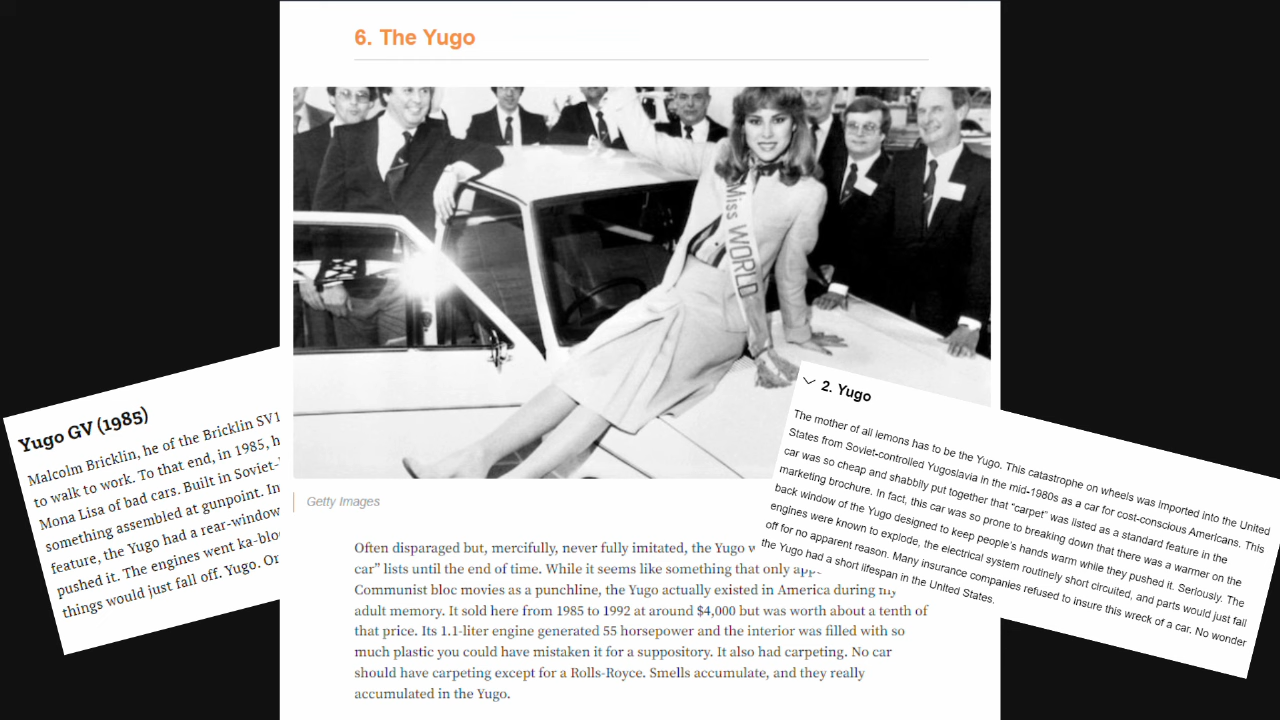 6. The Yugo
Miss WORLD
Getty Images
Often disparaged but, mercifully, never fully imitated, the Yugo w
car” lists until the end of time. While it seems like something that only app
Communist bloc movies as a punchline, the Yugo actually existed in America during my
adult memory. It sold here from 1985 to 1992 at around $4,000 but was worth about a tenth of
that price. Its 1.1-liter engine generated 55 horsepower and the interior was filled with so
much plastic you could have mistaken it for a suppository. It also had carpeting. No car
should have carpeting except for a Rolls-Royce. Smells accumulate, and they really
accumulated in the Yugo.
Yugo GV (1985)
Malcolm Bricklin, he of the Bricklin SV1
to walk to work. To that end, in 1985, h
Mona Lisa of bad cars. Built in Soviet-
something assembled at gunpoint. In
feature, the Yugo had a rear-window
pushed it. The engines went ka-blo
things would just fall off. Yugo. Or
2. Yugo
The mother of all lemons has to be the Yugo. This catastrophe on wheels was imported into the United
States from Soviet-controlled Yugoslavia in the mid-1980s as a car for cost-conscious Americans. This
car was so cheap and shabbily put together that “carpet” was listed as a standard feature in the
marketing brochure. In fact, this car was so prone to breaking down that there was a warmer on the
back window of the Yugo designed to keep people’s hands warm while they pushed it. Seriously. The
engines were known to explode, the electrical system routinely short circuited, and parts would just fall
off for no apparent reason. Many insurance companies refused to insure this wreck of a car. No wonder
the Yugo had a short lifespan in the United States.